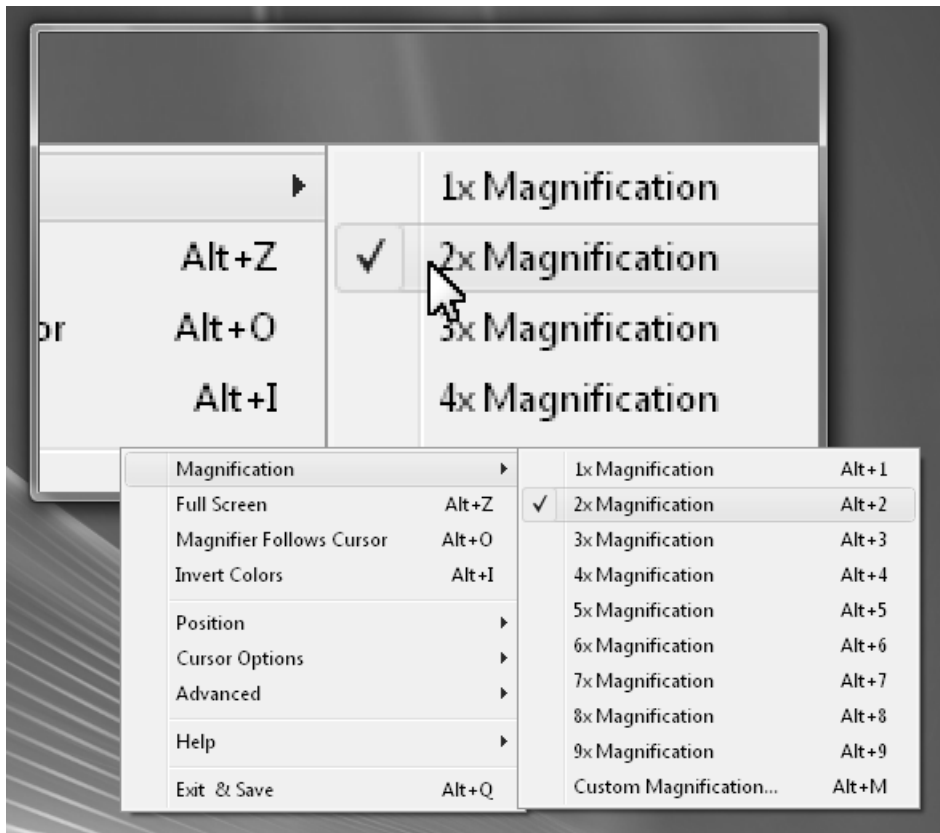 1x Magnification
Alt+Z 2x Magnification
or Alt+O 3x Magnification
Alt+I 4x Magnification
Magnification
Full Screen Alt+Z
Magnifier Follows Cursor Alt+O
Invert Colors Alt+I
Position
Cursor Options
Advanced
Help
Exit & Save Alt+Q
1x Magnification Alt+1
2x Magnification Alt+2
3x Magnification Alt+3
4x Magnification Alt+4
5x Magnification Alt+5
6x Magnification Alt+6
7x Magnification Alt+7
8x Magnification Alt+8
9x Magnification Alt+9
Custom Magnification... Alt+M